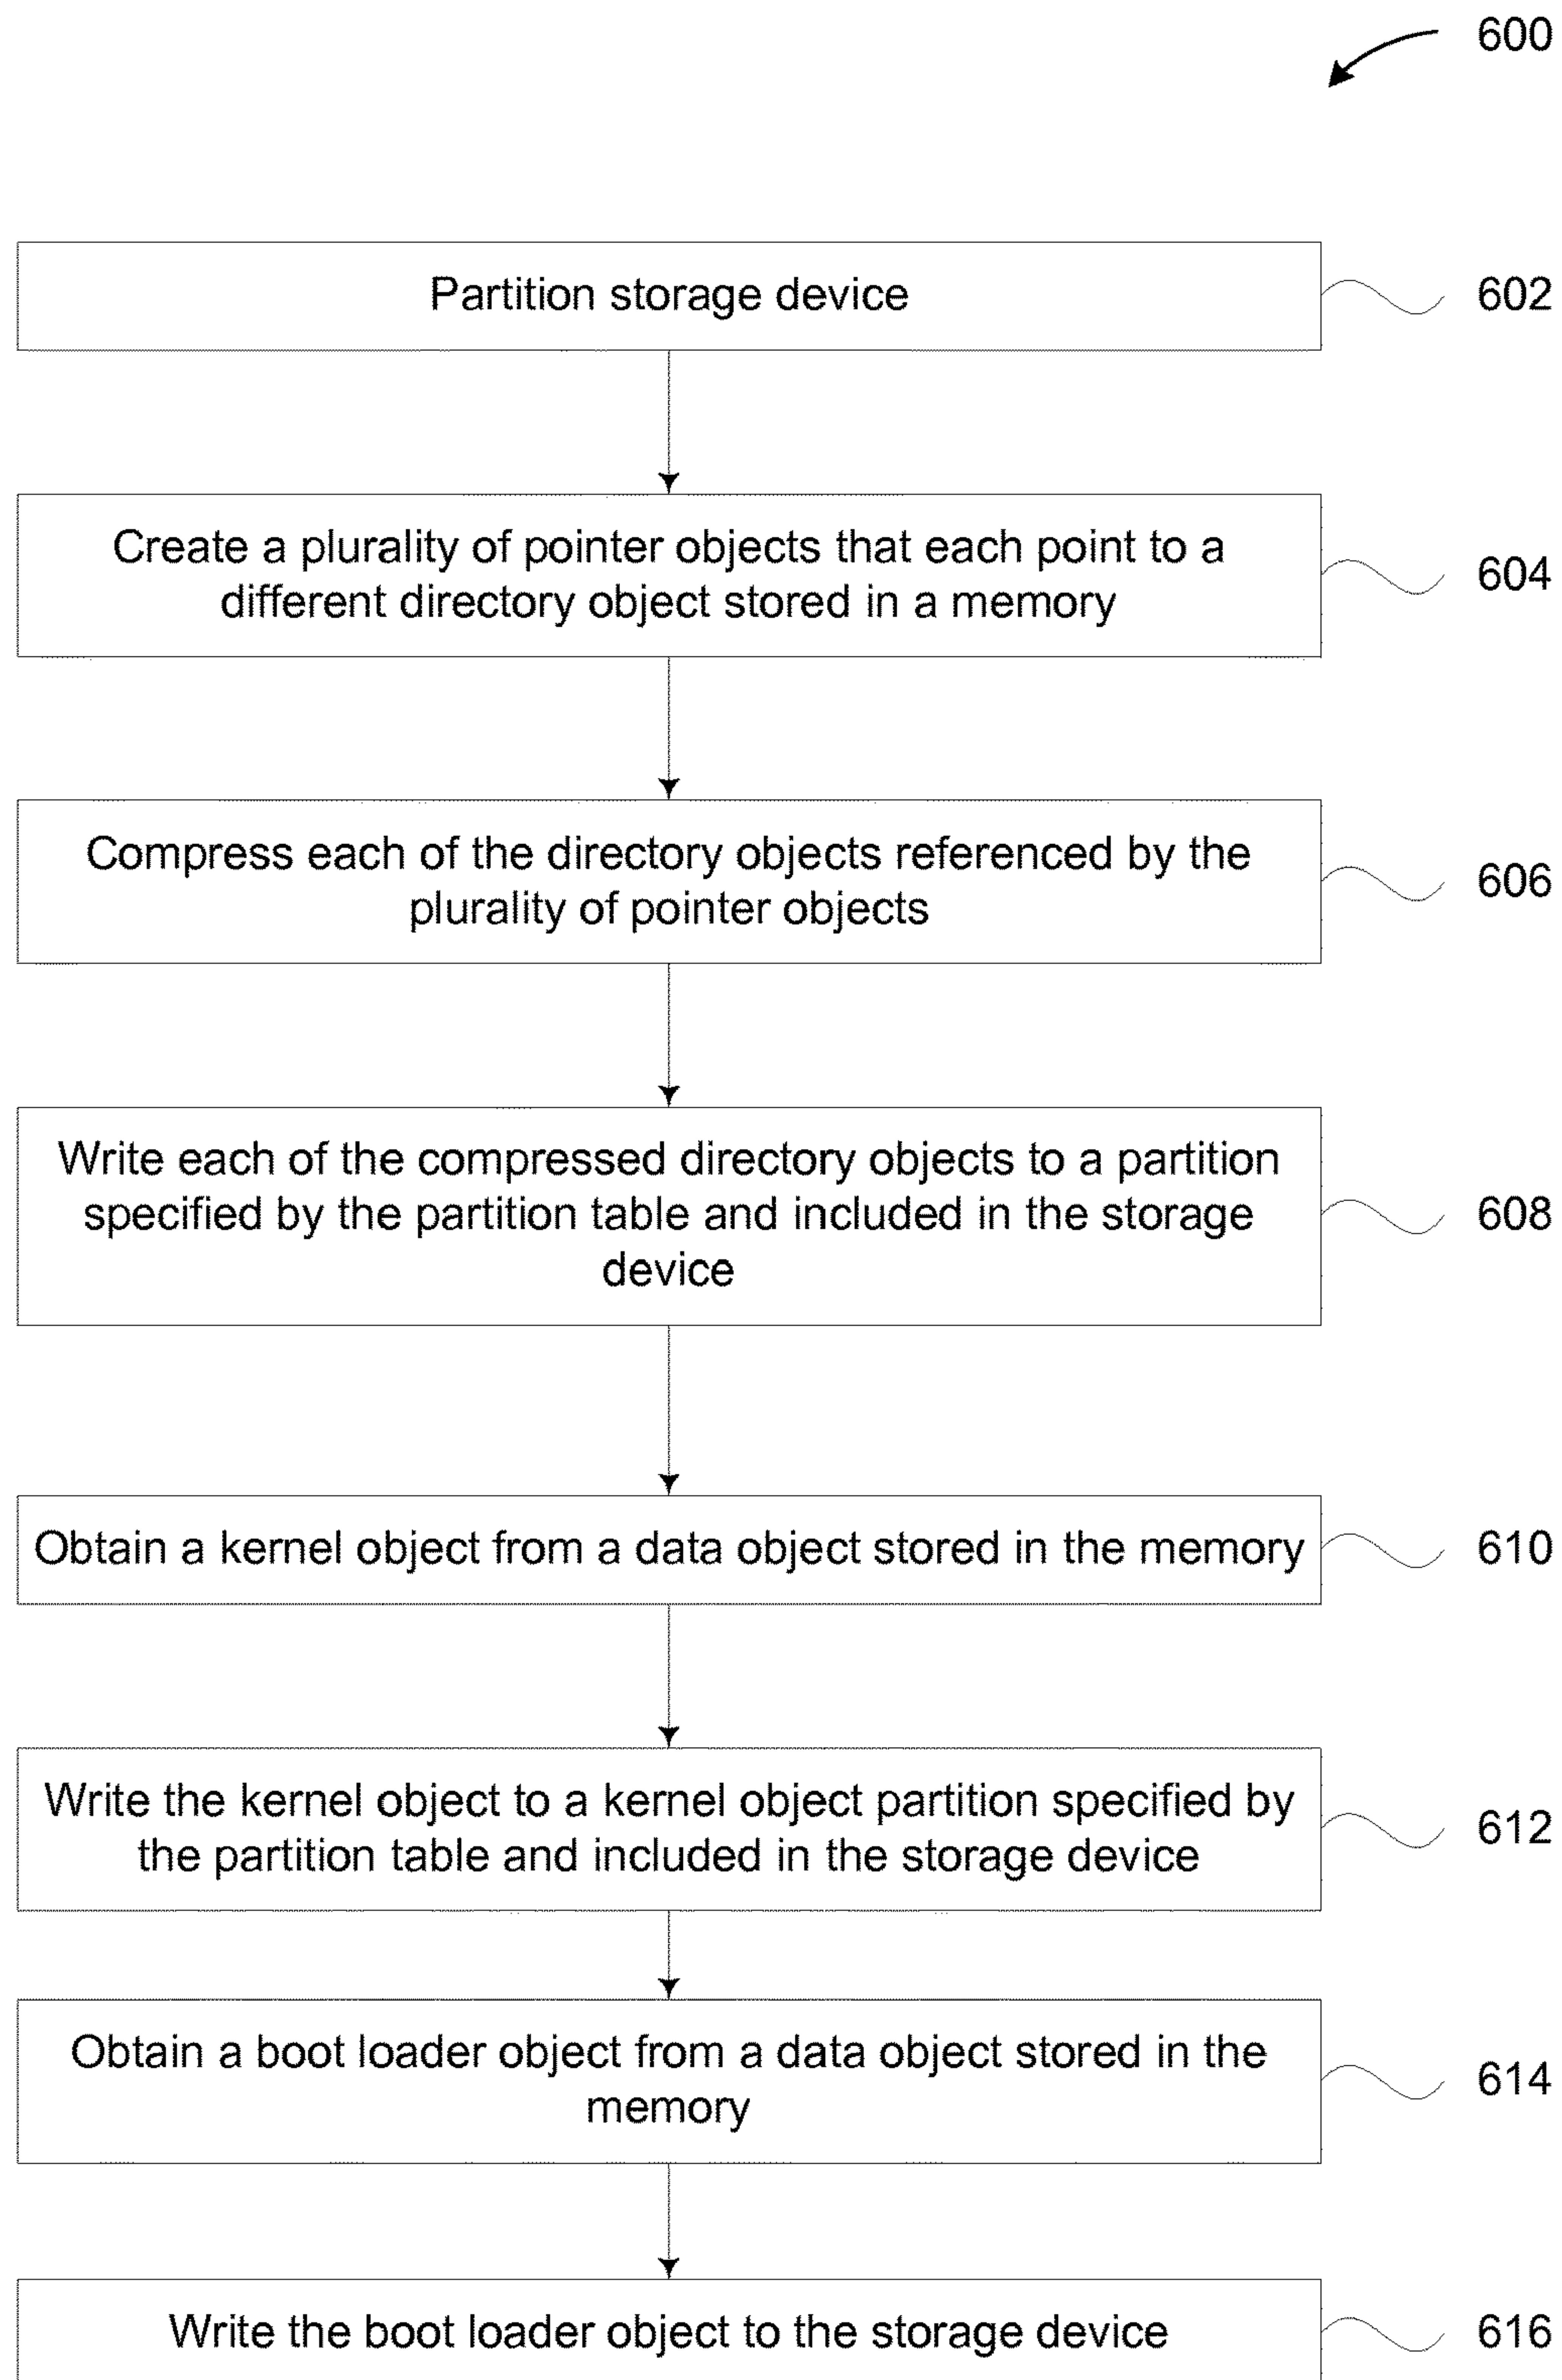 600
Partition storage device
602
Create a plurality of pointer objects that each point to a
different directory object stored in a memory
604
Compress each of the directory objects referenced by the
plurality of pointer objects
606
Write each of the compressed directory objects to a partition
specified by the partition table and included in the storage
device
608
Obtain a kernel object from a data object stored in the memory
610
Write the kernel object to a kernel object partition specified by
the partition table and included in the storage device
612
Obtain a boot loader object from a data object stored in the
memory
614
Write the boot loader object to the storage device
616